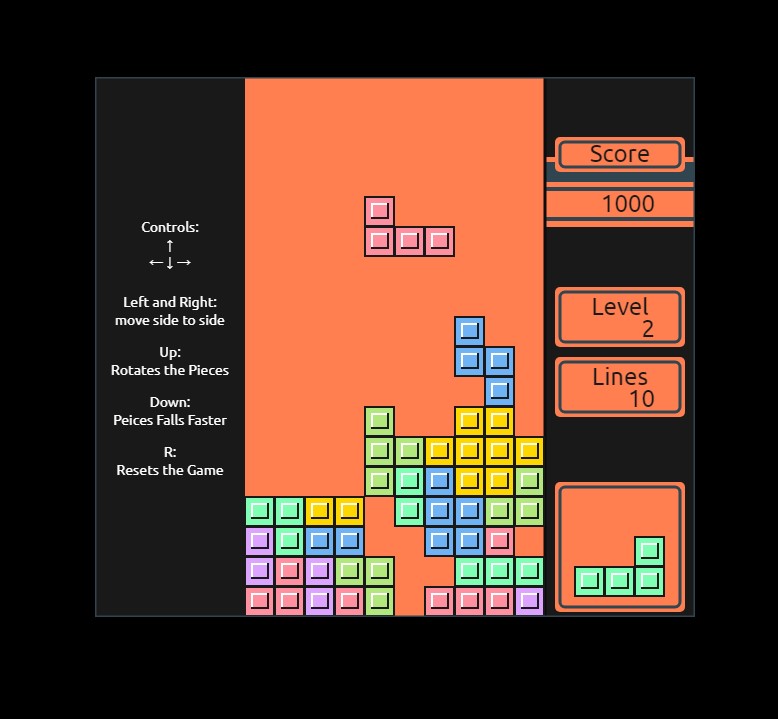 Controls:
↑
←↓→
Left and Right:
move side to side
Up:
Rotates the Pieces
Down:
Peices Falls Faster
R:
Resets the Game
Score
1000
Level
2
Lines
10